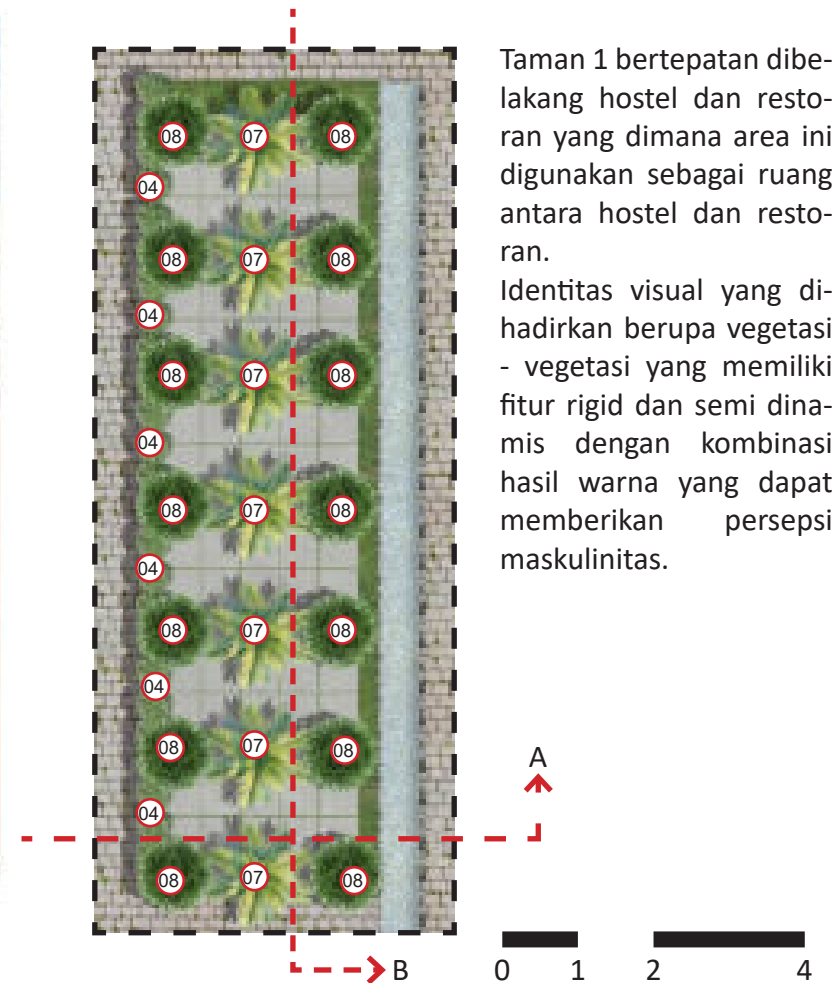 Taman 1 bertepatan dibe-
lakang hostel dan resto-
ran yang dimana area ini
digunakan sebagai ruang
antara hostel dan resto-
ran.
Identitas visual yang di-
hadirkan berupa vegetasi
- vegetasi yang memiliki
fitur rigid dan semi dina-
mis dengan kombinasi
hasil warna yang dapat
memberikan persepsi
maskulinitas.
08 07 08
04
08 07 08
04
08 07 08
04
08 07 08
04
08 07 08
04
08 07 08
04
08 07 08
A
B
0 1 2 4